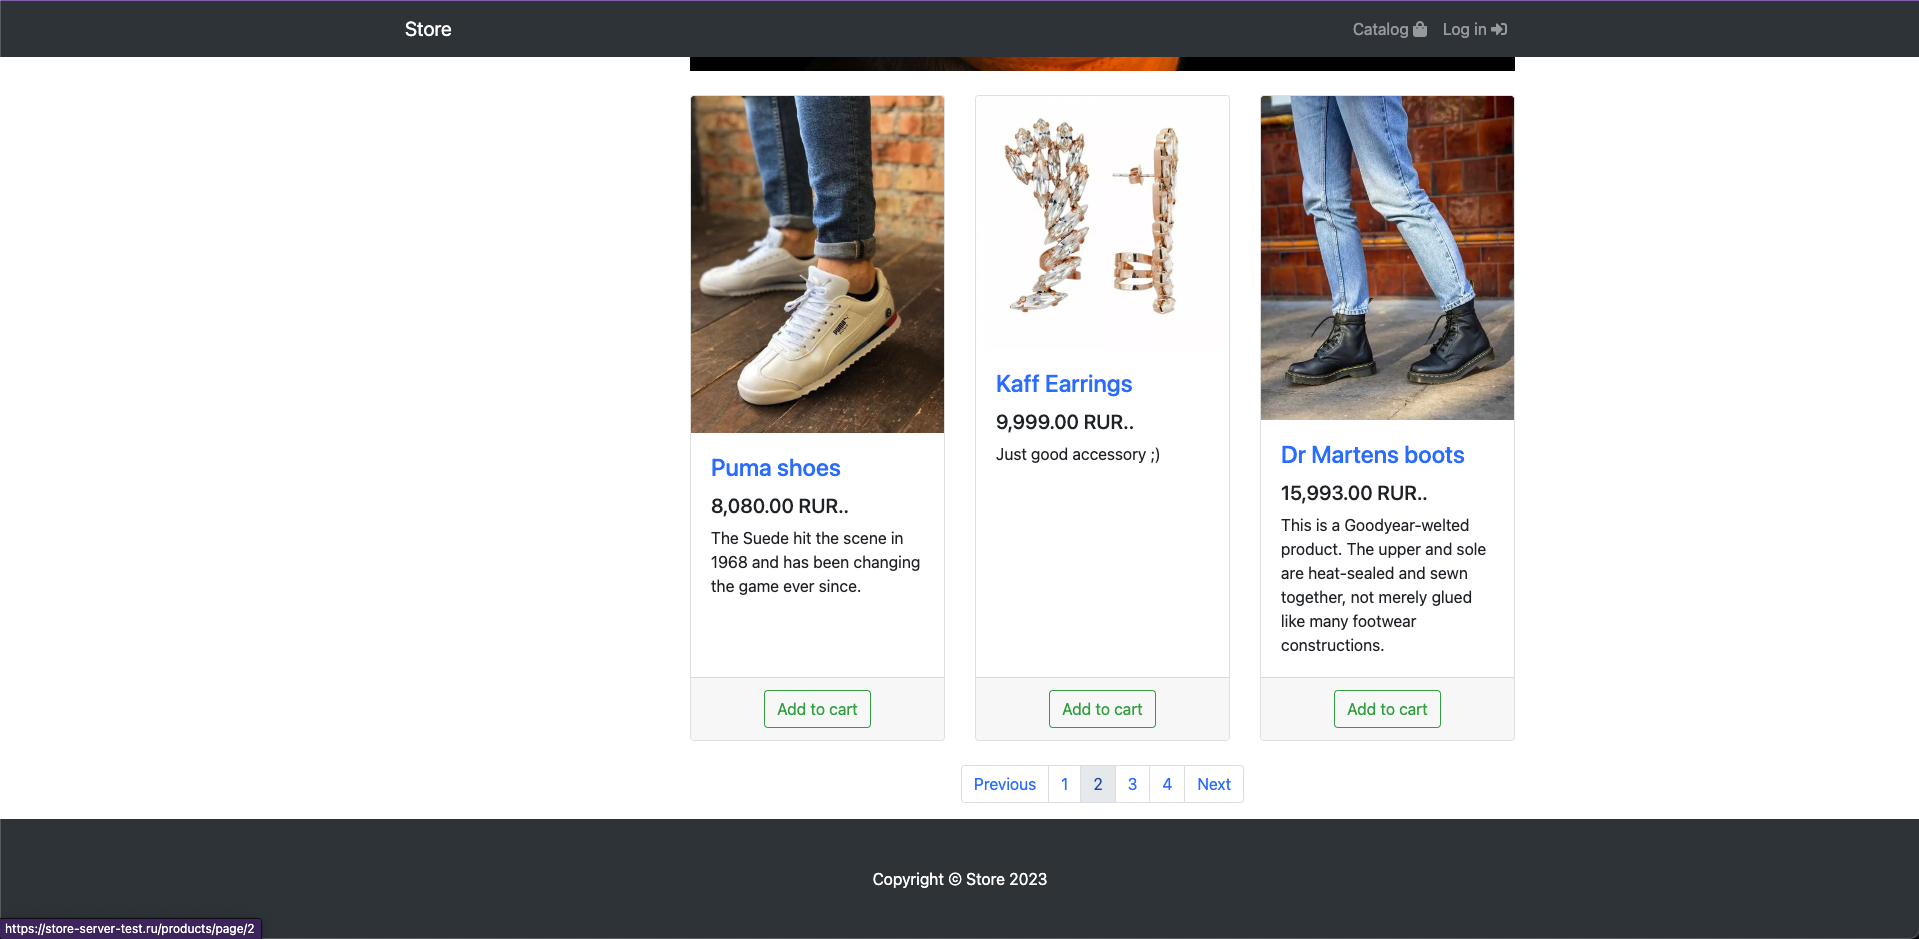 Store
Catalog
Log in
PUMA
Puma shoes
8,080.00 RUR..
The Suede hit the scene in
1968 and has been changing
the game ever since.
Add to cart
Kaff Earrings
9,999.00 RUR..
Just good accessory ;)
Add to cart
Dr Martens boots
15,993.00 RUR..
This is a Goodyear-welted
product. The upper and sole
are heat-sealed and sewn
together, not merely glued
like many footwear
constructions.
Add to cart
Previous 1 2 3 4 Next
Copyright © Store 2023
https://store-server-test.ru/products/page/2